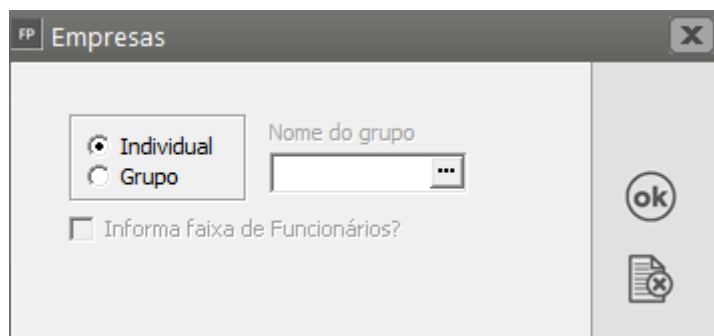 FP Empresas
Individual
Grupo
Nome do grupo
...
Informa faixa de Funcionários?
ok